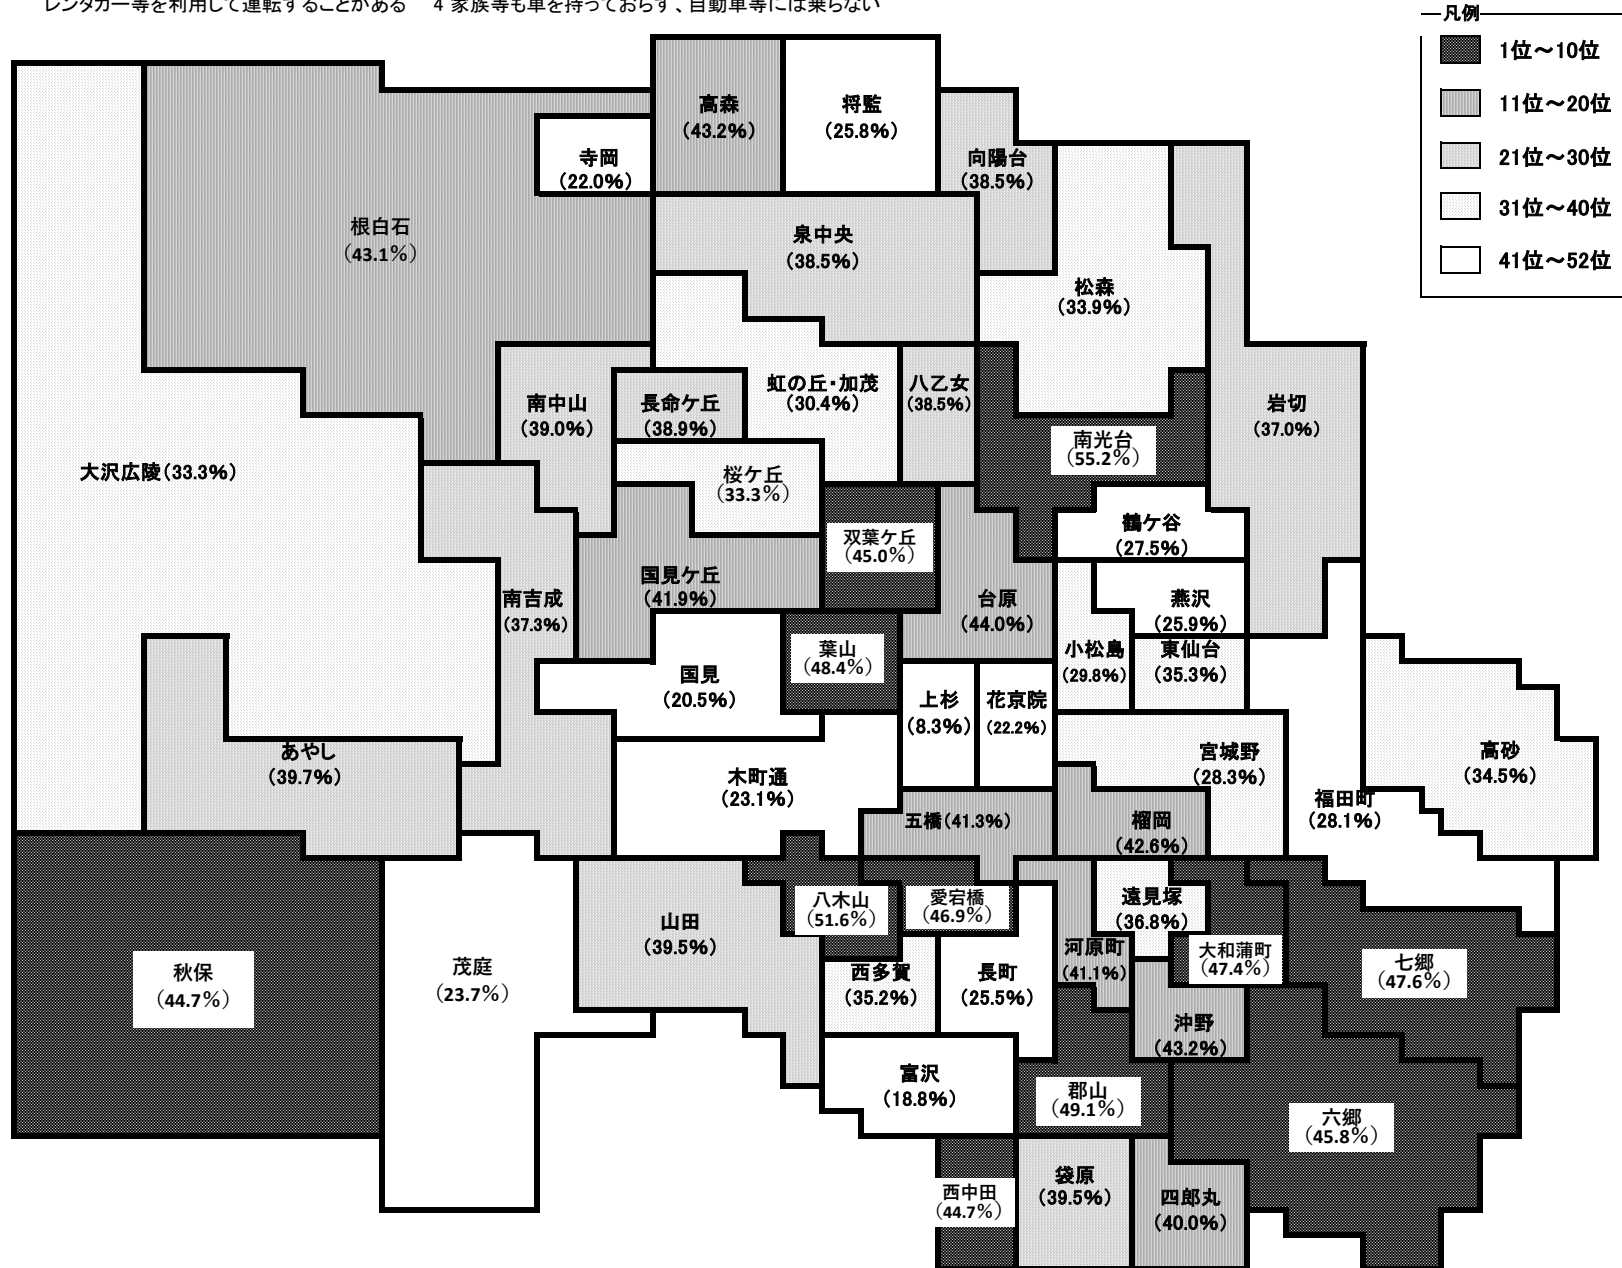 レンタカー等を利用して運転することがある　4 家族等も車を持っておらず、自動車等には乗らない
凡例
1位～10位
11位～20位
21位～30位
31位～40位
41位～52位
高森
(43.2%)
将監
(25.8%)
寺岡
(22.0%)
向陽台
(38.5%)
根白石
(43.1%)
泉中央
(38.5%)
松森
(33.9%)
南中山
(39.0%)
長命ケ丘
(38.9%)
虹の丘・加茂
(30.4%)
八乙女
(38.5%)
岩切
(37.0%)
南光台
(55.2%)
大沢広陵(33.3%)
桜ケ丘
(33.3%)
双葉ケ丘
(45.0%)
鶴ケ谷
(27.5%)
国見ケ丘
(41.9%)
南吉成
(37.3%)
台原
(44.0%)
燕沢
(25.9%)
小松島
(29.8%)
東仙台
(35.3%)
葉山
(48.4%)
国見
(20.5%)
上杉
(8.3%)
花京院
(22.2%)
あやし
(39.7%)
木町通
(23.1%)
宮城野
(28.3%)
高砂
(34.5%)
福田町
(28.1%)
五橋(41.3%)
榴岡
(42.6%)
八木山
(51.6%)
愛宕橋
(46.9%)
遠見塚
(36.8%)
山田
(39.5%)
河原町
(41.1%)
大和蒲町
(47.4%)
七郷
(47.6%)
秋保
(44.7%)
茂庭
(23.7%)
西多賀
(35.2%)
長町
(25.5%)
沖野
(43.2%)
富沢
(18.8%)
郡山
(49.1%)
六郷
(45.8%)
西中田
(44.7%)
袋原
(39.5%)
四郎丸
(40.0%)